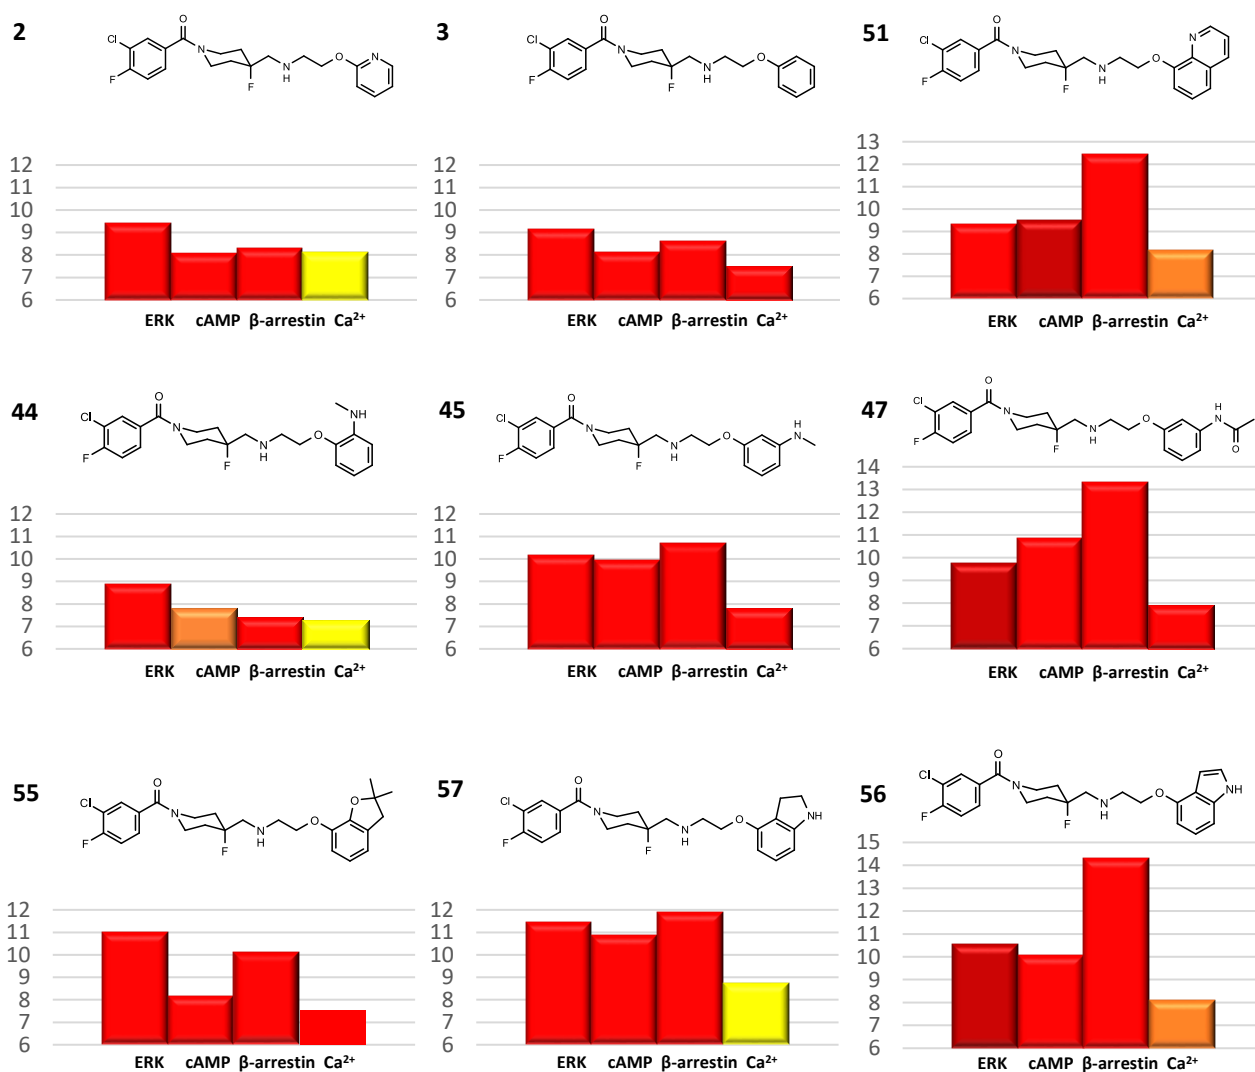 2
O
Cl
N
O
N
N
H
F
F
12
11
10
9
8
7
6
ERK cAMP β-arrestin Ca²⁺
3
O
Cl
N
O
N
H
F
F
12
11
10
9
8
7
6
ERK cAMP β-arrestin Ca²⁺
51
O
Cl
N
N
O
N
H
F
F
13
12
11
10
9
8
7
6
ERK cAMP β-arrestin Ca²⁺
44
O
Cl
N
NH
O
N
H
F
F
12
11
10
9
8
7
6
ERK cAMP β-arrestin Ca²⁺
45
O
Cl
N
O
H
N
N
H
F
F
12
11
10
9
8
7
6
ERK cAMP β-arrestin Ca²⁺
47
O
Cl
N
O
H
N
O
N
H
F
F
14
13
12
11
10
9
8
7
6
ERK cAMP β-arrestin Ca²⁺
55
O
Cl
N
O
O
N
H
F
F
12
11
10
9
8
7
6
ERK cAMP β-arrestin Ca²⁺
57
O
Cl
N
O
NH
N
H
F
F
12
11
10
9
8
7
6
ERK cAMP β-arrestin Ca²⁺
56
O
Cl
N
O
N
H
N
H
F
F
15
14
13
12
11
10
9
8
7
6
ERK cAMP β-arrestin Ca²⁺